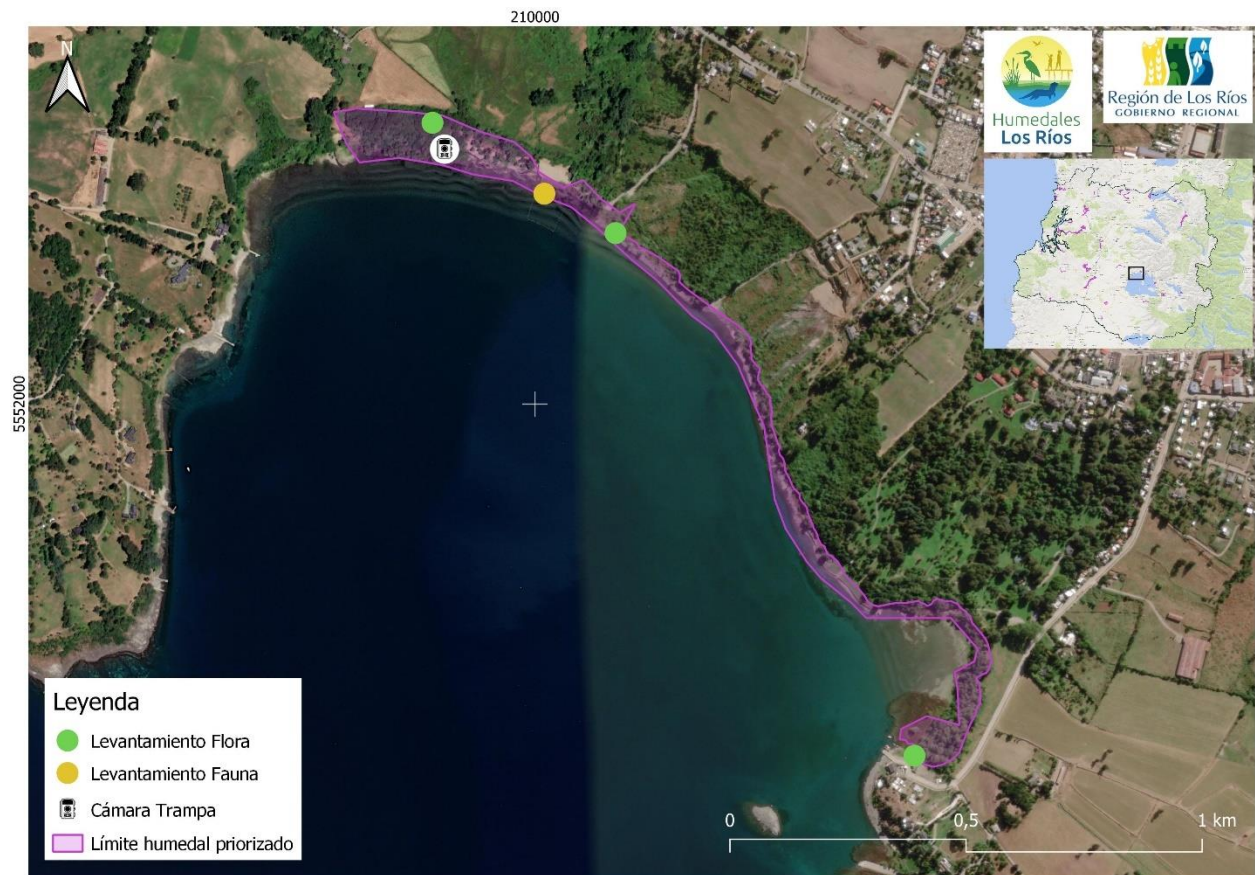 210000
N
Humedales
Los Ríos
Región de Los Ríos
GOBIERNO REGIONAL
5552000
Leyenda
Levantamiento Flora
Levantamiento Fauna
Cámara Trampa
Límite humedal priorizado
0
0,5
1 km